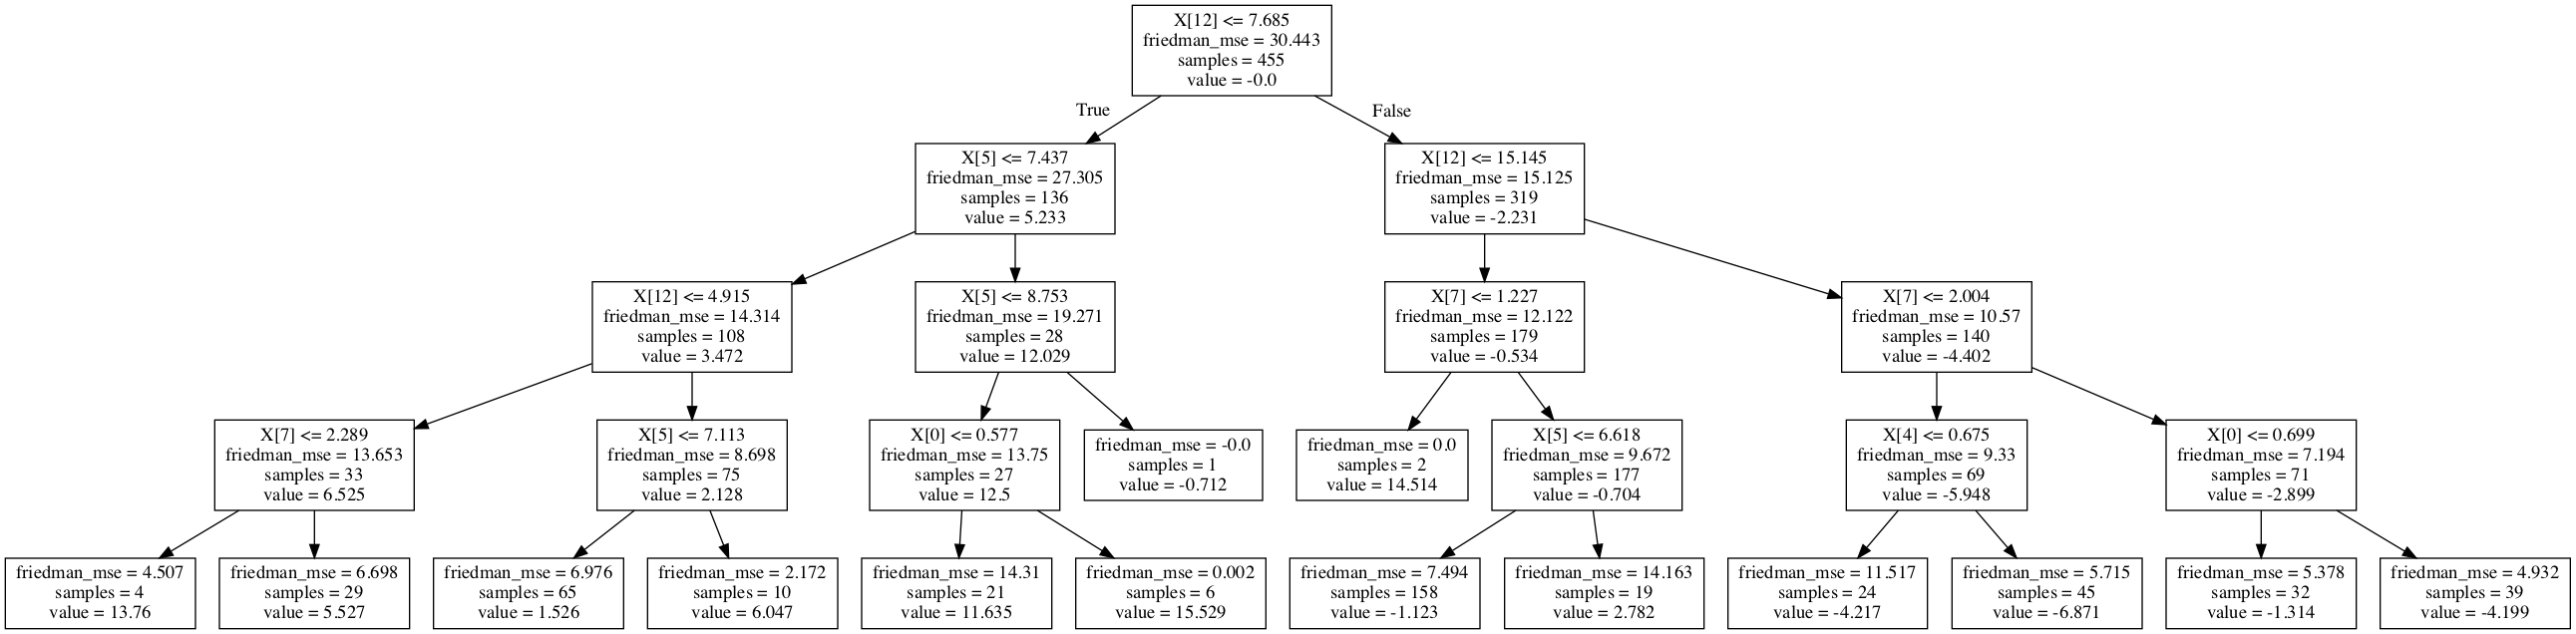 X[12] <= 7.685
friedman_mse = 30.443
samples = 455
value = -0.0
True
False
X[5] <= 7.437
friedman_mse = 27.305
samples = 136
value = 5.233
X[12] <= 15.145
friedman_mse = 15.125
samples = 319
value = -2.231
X[12] <= 4.915
friedman_mse = 14.314
samples = 108
value = 3.472
X[5] <= 8.753
friedman_mse = 19.271
samples = 28
value = 12.029
X[7] <= 1.227
friedman_mse = 12.122
samples = 179
value = -0.534
X[7] <= 2.004
friedman_mse = 10.57
samples = 140
value = -4.402
X[7] <= 2.289
friedman_mse = 13.653
samples = 33
value = 6.525
X[5] <= 7.113
friedman_mse = 8.698
samples = 75
value = 2.128
X[0] <= 0.577
friedman_mse = 13.75
samples = 27
value = 12.5
friedman_mse = -0.0
samples = 1
value = -0.712
friedman_mse = 0.0
samples = 2
value = 14.514
X[5] <= 6.618
friedman_mse = 9.672
samples = 177
value = -0.704
X[4] <= 0.675
friedman_mse = 9.33
samples = 69
value = -5.948
X[0] <= 0.699
friedman_mse = 7.194
samples = 71
value = -2.899
friedman_mse = 4.507
samples = 4
value = 13.76
friedman_mse = 6.698
samples = 29
value = 5.527
friedman_mse = 6.976
samples = 65
value = 1.526
friedman_mse = 2.172
samples = 10
value = 6.047
friedman_mse = 14.31
samples = 21
value = 11.635
friedman_mse = 0.002
samples = 6
value = 15.529
friedman_mse = 7.494
samples = 158
value = -1.123
friedman_mse = 14.163
samples = 19
value = 2.782
friedman_mse = 11.517
samples = 24
value = -4.217
friedman_mse = 5.715
samples = 45
value = -6.871
friedman_mse = 5.378
samples = 32
value = -1.314
friedman_mse = 4.932
samples = 39
value = -4.199